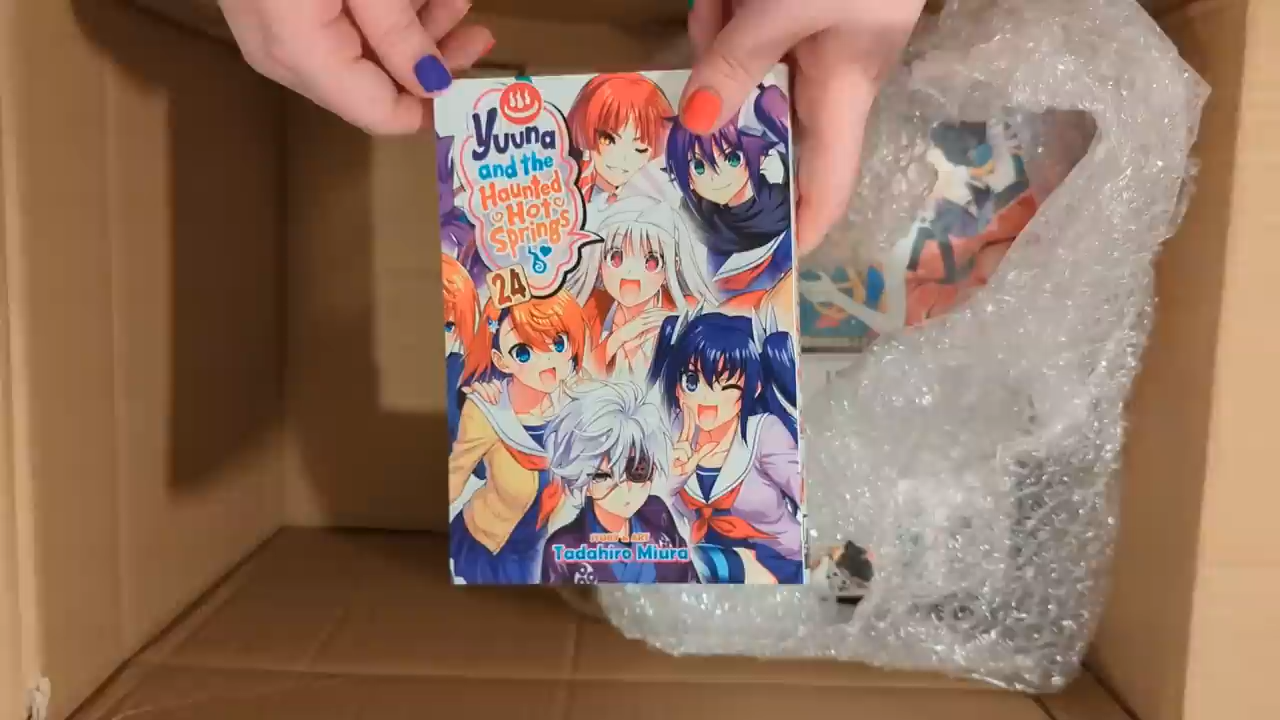 Yuuna
and the
Haunted
Hot
Springs
24
STORY & ART
Tadahiro Miura